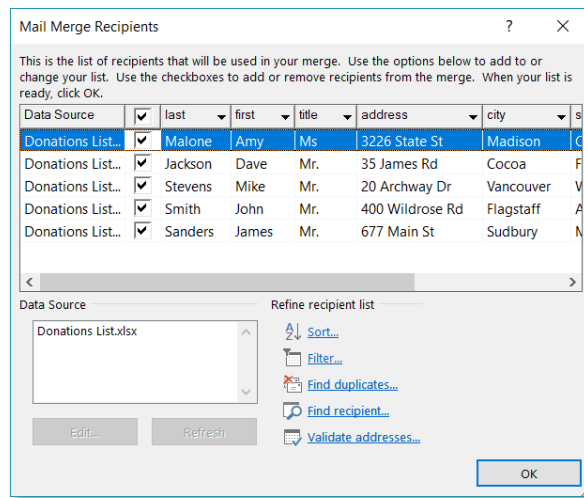 Mail Merge Recipients
This is the list of recipients that will be used in your merge. Use the options below to add to or
change your list. Use the checkboxes to add or remove recipients from the merge. When your list is
ready, click OK.
Data Source last first title address city s
Donations List... Malone Amy Ms 3226 State St Madison C
Donations List... Jackson Dave Mr. 35 James Rd Cocoa F
Donations List... Stevens Mike Mr. 20 Archway Dr Vancouver
Donations List... Smith John Mr. 400 Wildrose Rd Flagstaff A
Donations List... Sanders James Mr. 677 Main St Sudbury
Data Source
Donations List.xlsx
Edit...
Refresh
Refine recipient list
Sort...
Filter...
Find duplicates...
Find recipient...
Validate addresses...
OK